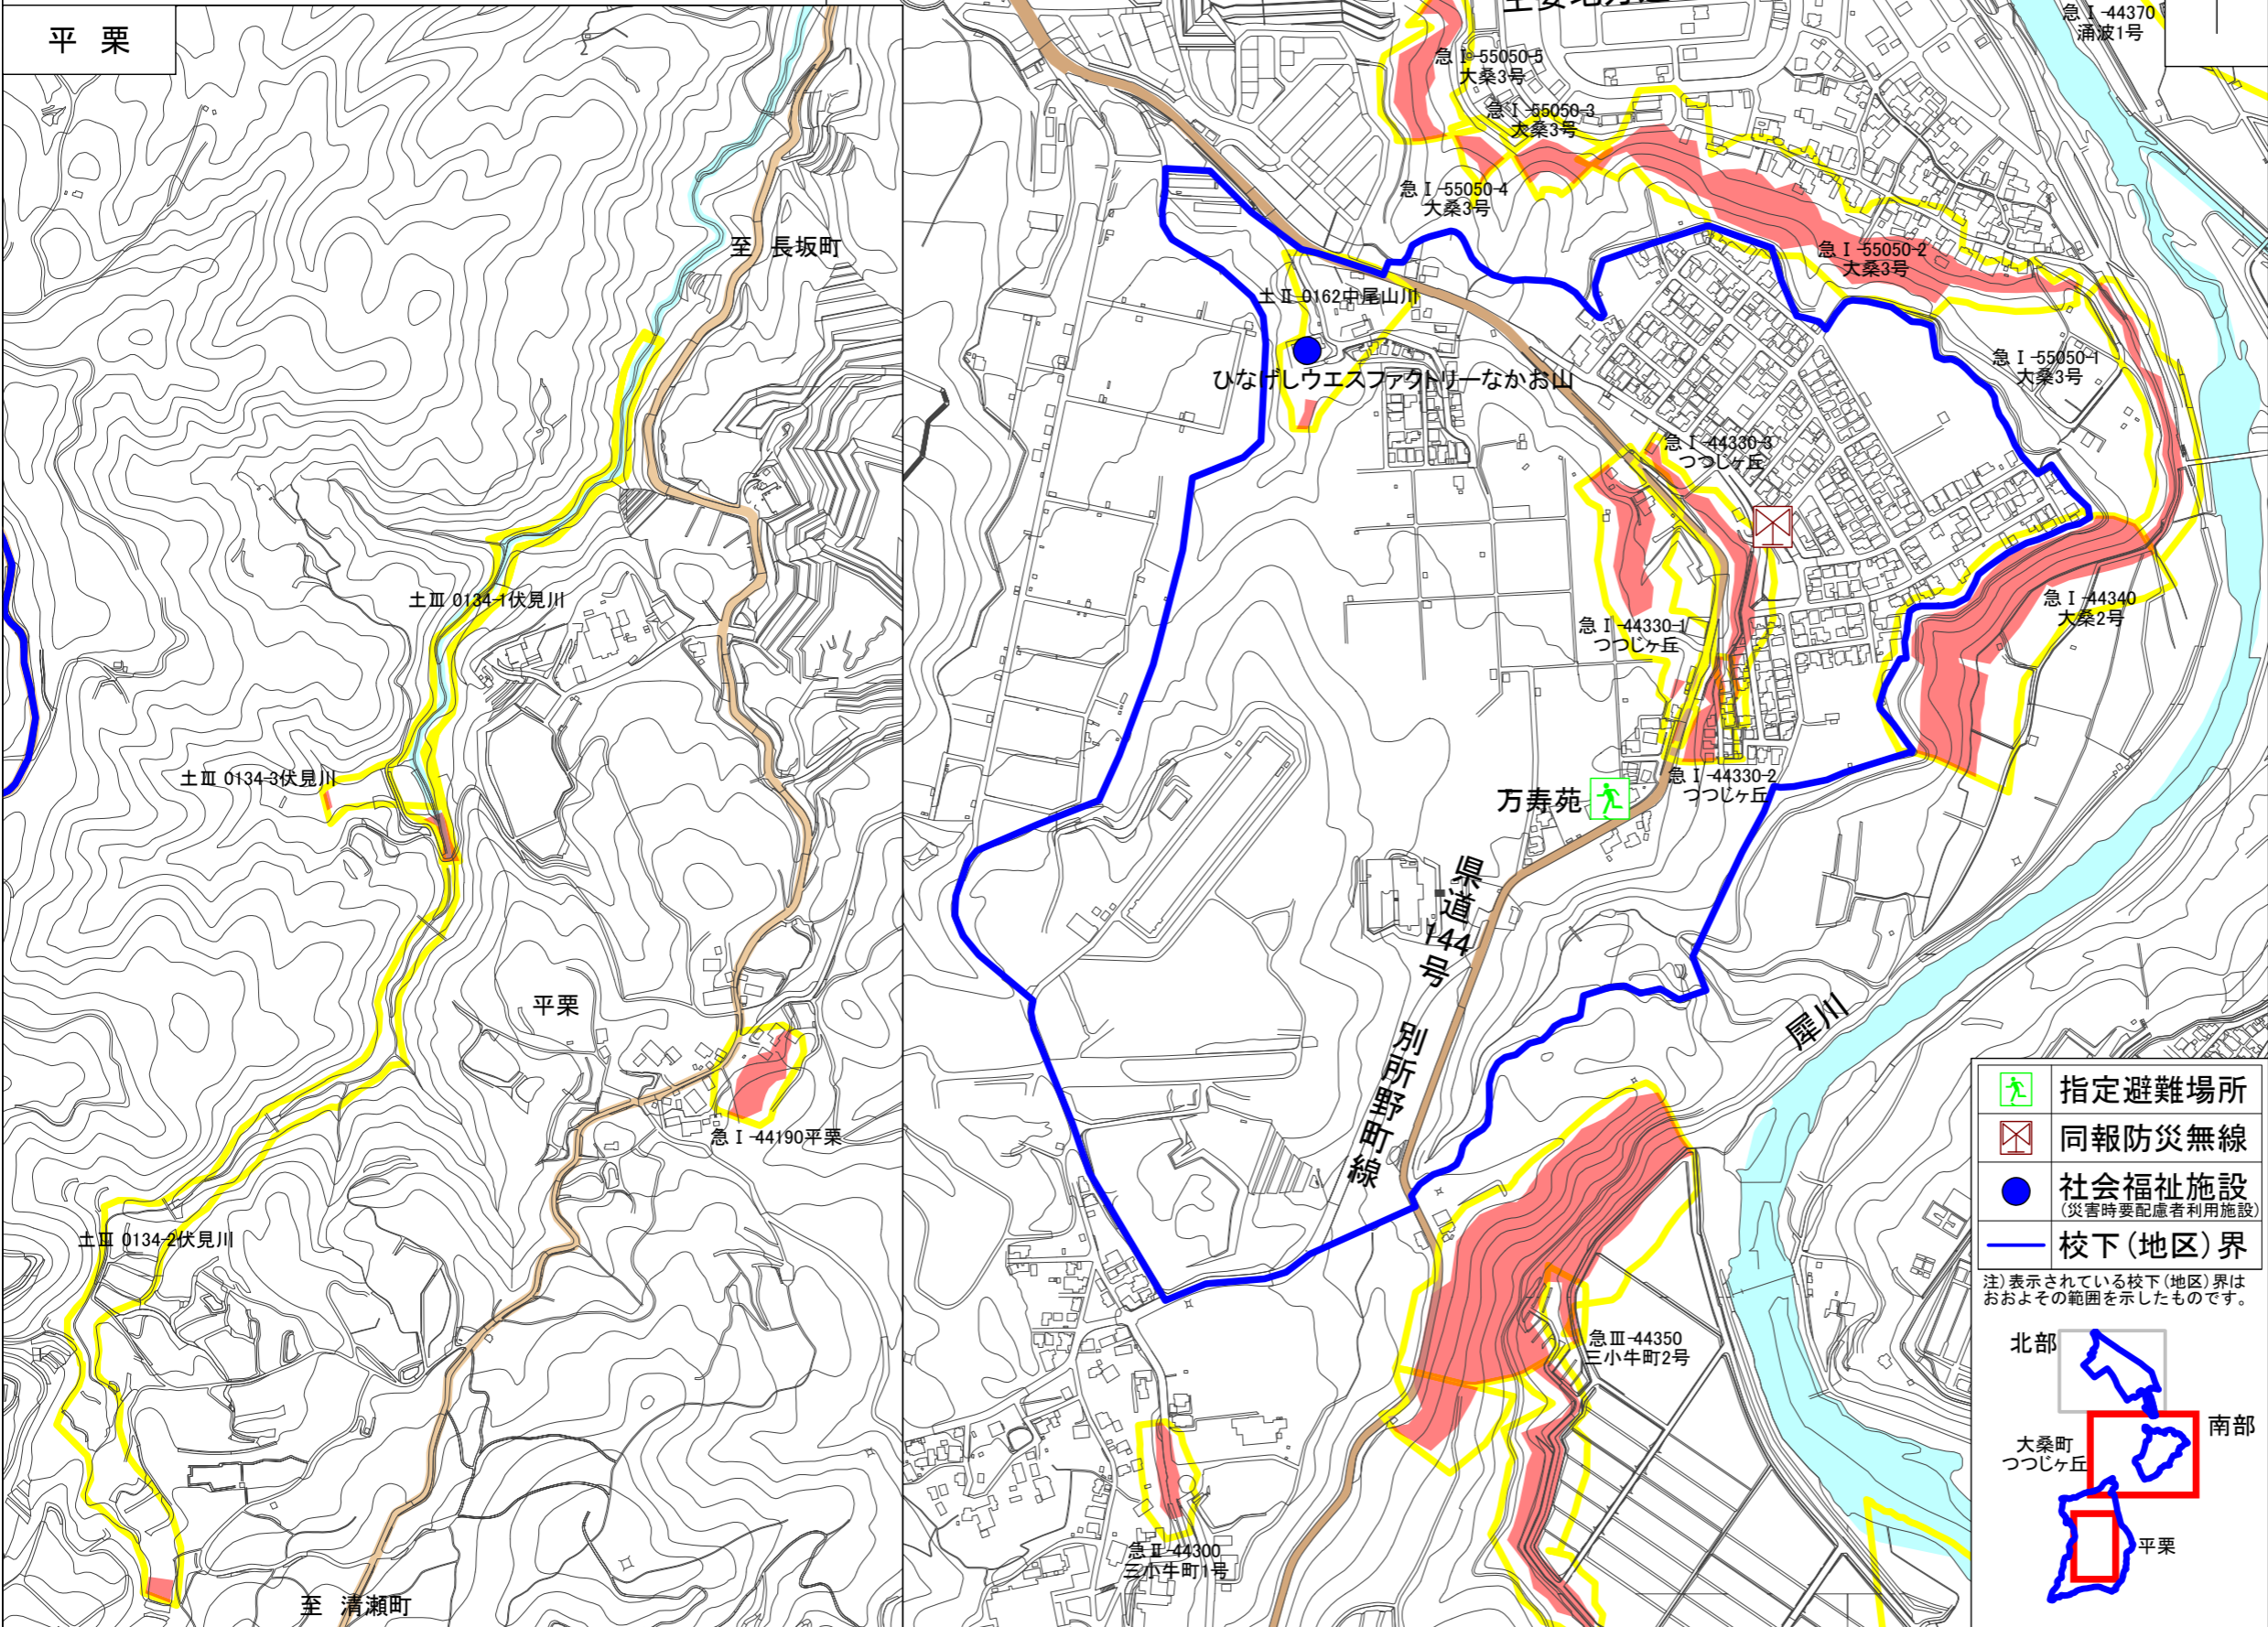 平 栗
至 長坂町
土Ⅲ 0134-1伏見川
土Ⅲ 0134-3伏見川
平栗
急Ⅰ-44190平栗
土Ⅲ 0134-2伏見川
至 清瀬町
急Ⅰ-44370
涌波1号
急Ⅰ-55050-5
大桑3号
急Ⅰ-55050-3
大桑3号
急Ⅰ-55050-4
大桑3号
急Ⅰ-55050-2
大桑3号
土Ⅱ 0162中尾山川
ひなげしウエスファクトリーなかお山
急Ⅰ-55050-1
大桑3号
急Ⅰ-44330-3
つつじヶ丘
急Ⅰ-44340
大桑2号
急Ⅰ-44330-1
つつじヶ丘
急Ⅰ-44330-2
つつじヶ丘
万寿苑
県道144号 別所野町線
犀川
急Ⅲ-44350
三小牛町2号
急Ⅱ-44300
三小牛町1号
指定避難場所
同報防災無線
社会福祉施設
(災害時要配慮者利用施設)
校下(地区)界
注)表示されている校下(地区)界は
おおよその範囲を示したものです。
北部
南部
大桑町
つつじヶ丘
平栗